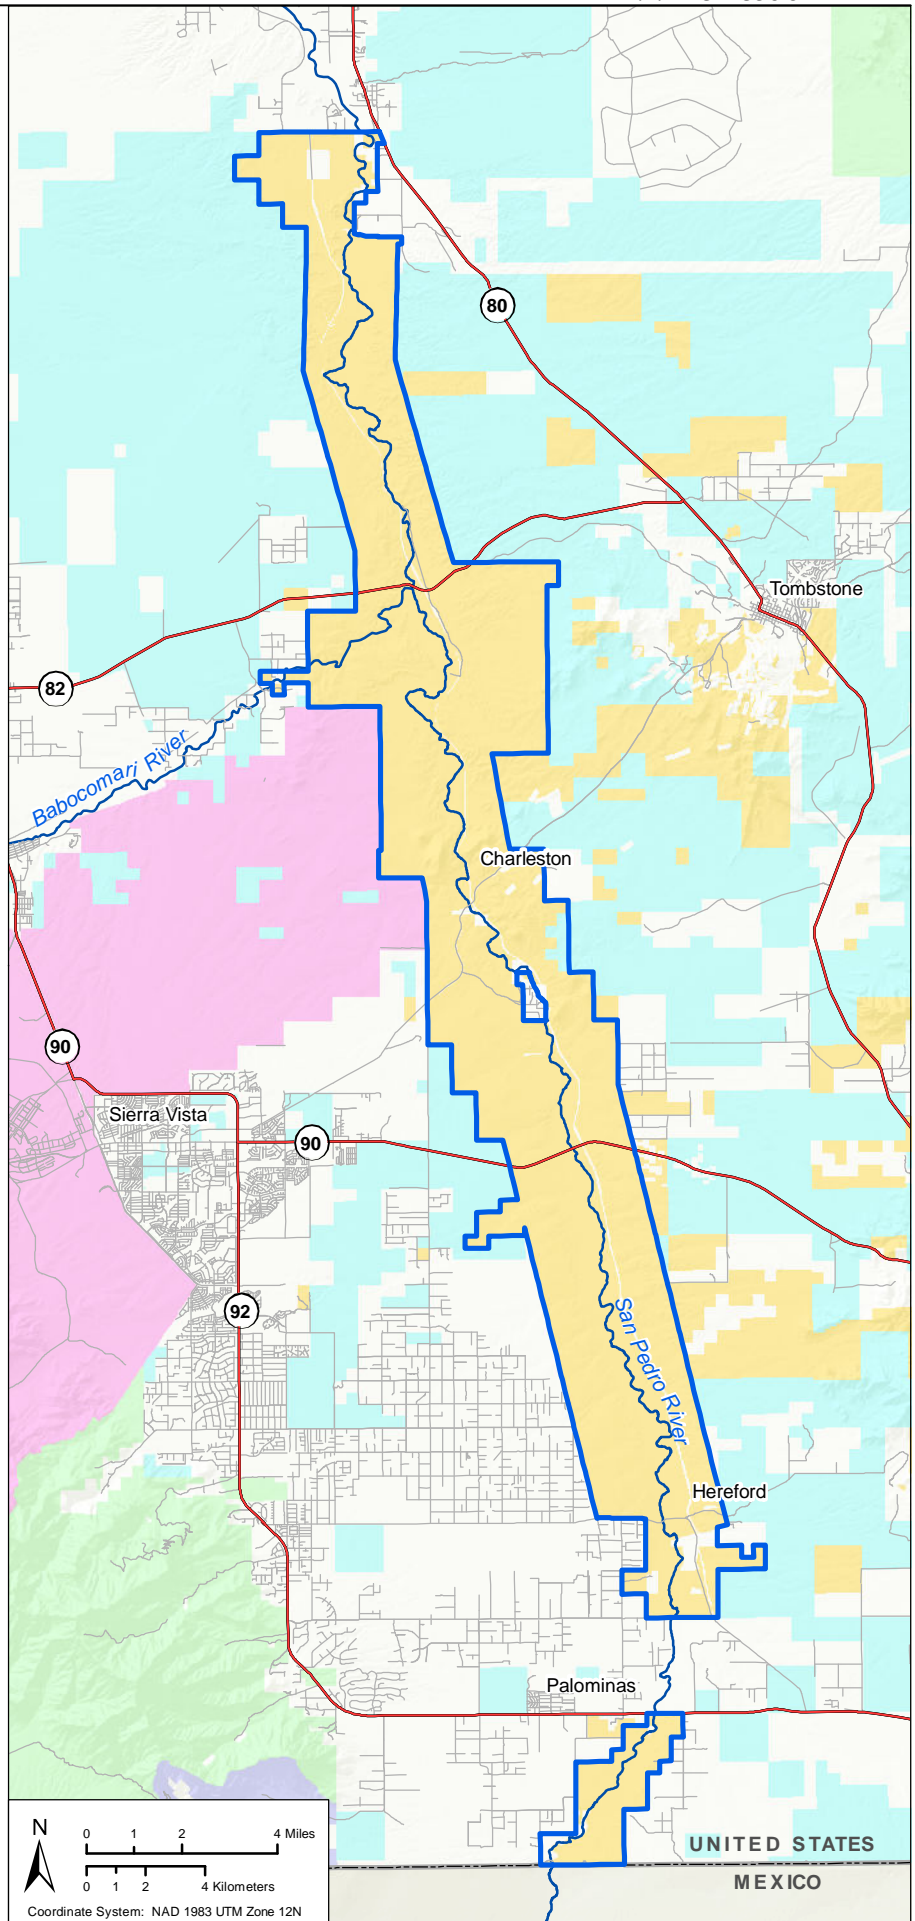 80
Tombstone
82
Babocomari River
Charleston
90
Sierra Vista
90
92
San Pedro River
Hereford
Palominas
N
0 1 2 4 Miles
0 1 2 4 Kilometers
Coordinate System: NAD 1983 UTM Zone 12N
UNITED STATES
MEXICO